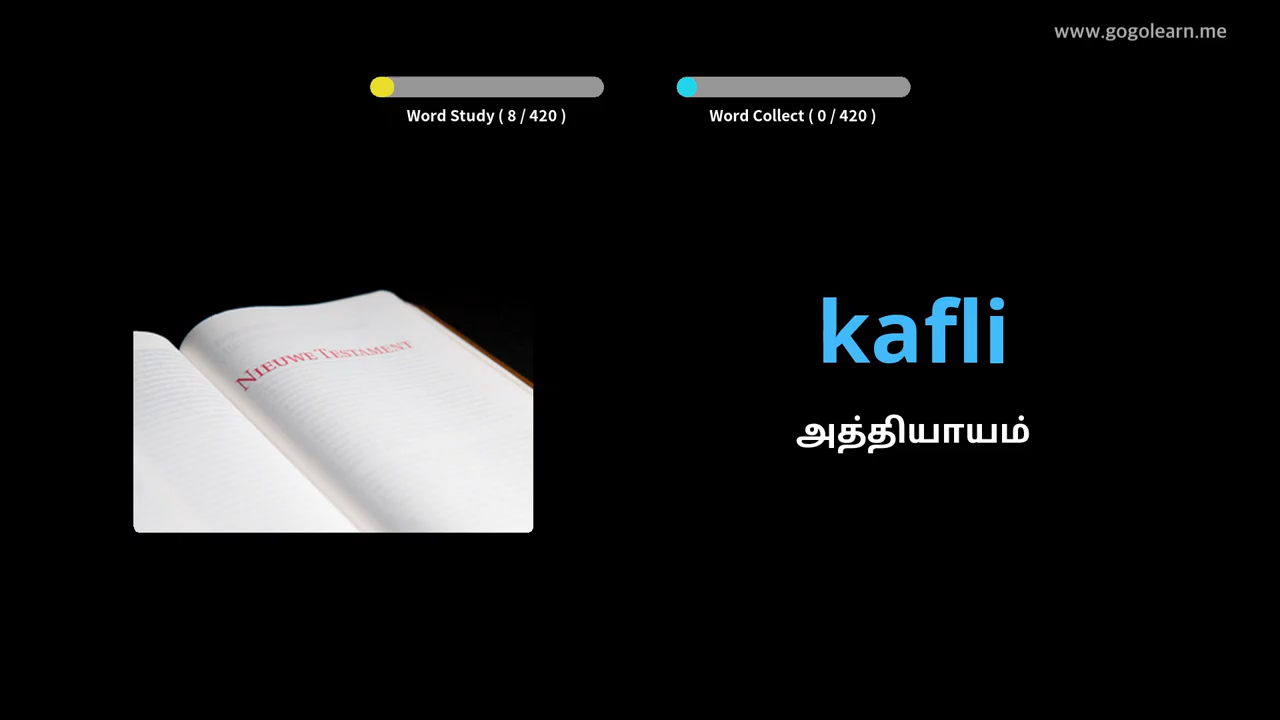 www.gogolearn.me
Word Study ( 8 / 420 )
Word Collect ( 0 / 420 )
NIEUWE TESTAMENT
kafli
அத்தியாயம்